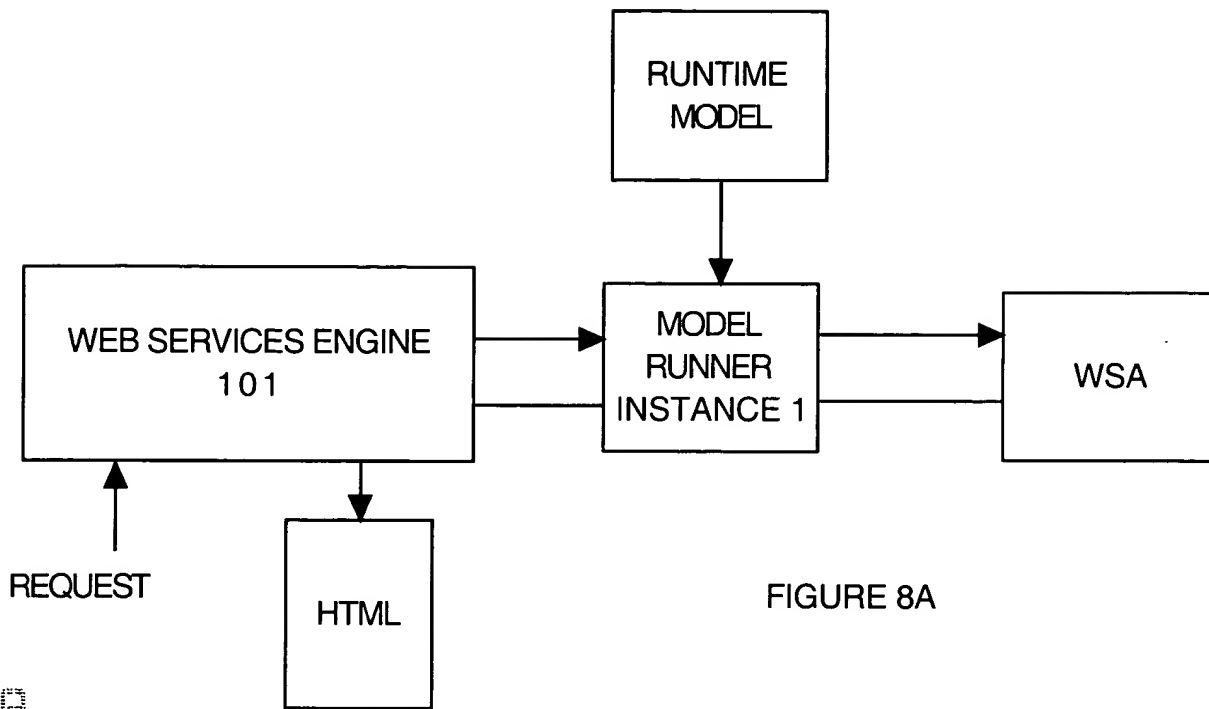 RUNTIME
MODEL
WEB SERVICES ENGINE
101
MODEL
RUNNER
INSTANCE 1
WSA
REQUEST
HTML
FIGURE 8A